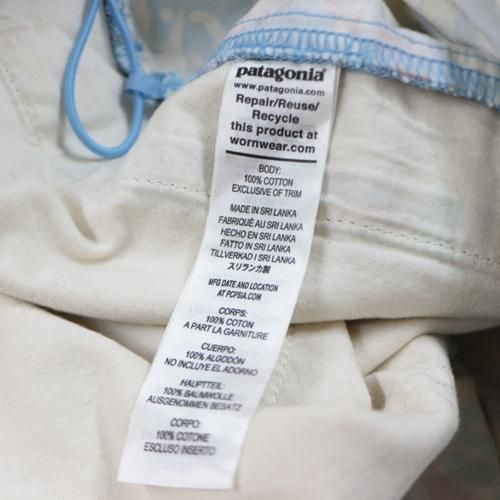 patagonia®
www.patagonia.com
Repair/Reuse/
Recycle
this product at
wornwear.com
BODY:
100% COTTON
EXCLUSIVE OF TRIM
MADE IN SRI LANKA
FABRIQUÉ AU SRI LANKA
HECHO EN SRI LANKA
FATTO IN SRI LANKA
TILLVERKAD I SRI LANKA
スリランカ製
MFG DATE AND LOCATION
AT PCPSIA.COM
CORPS:
100% COTON
A PART LA GARNITURE
CUERPO:
100% ALGODÓN
NO INCLUYE EL ADORNO
HAUPTTEIL:
100% BAUMWOLLE
AUSGENOMMEN BESATZ
CORPO:
100% COTONE
ESCLUSO INSERTO